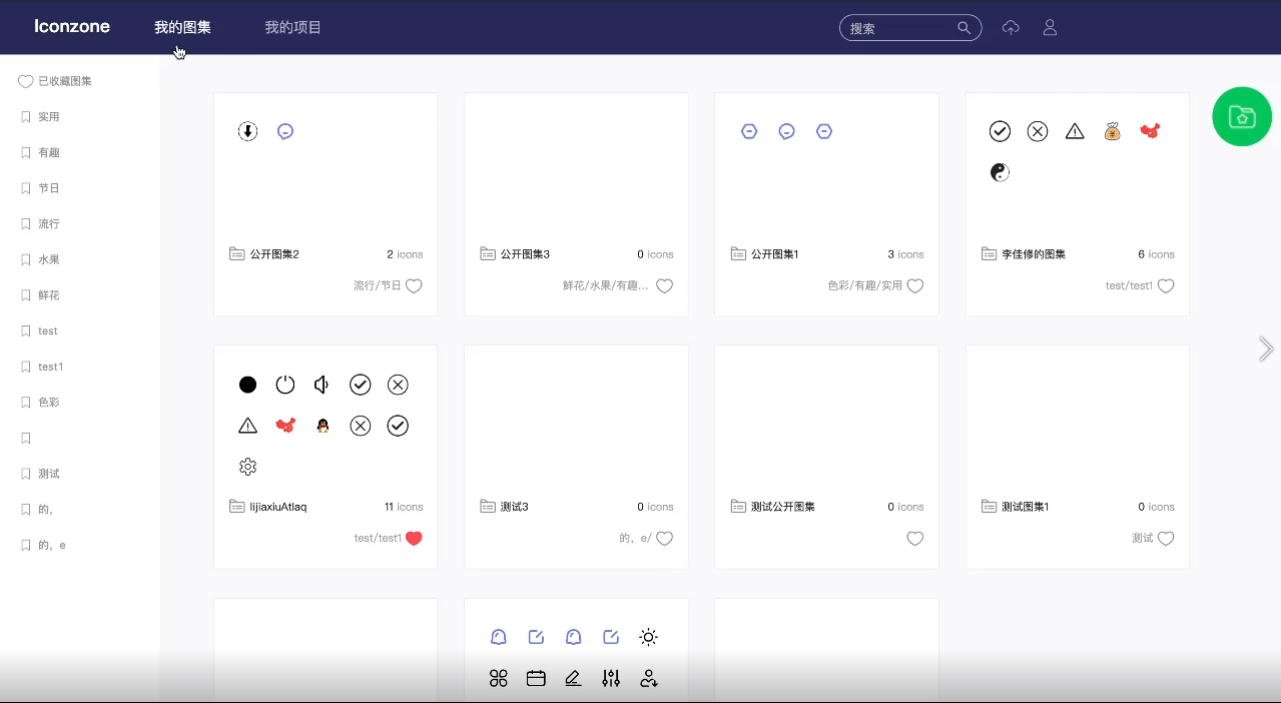 Iconzone
我的图集
我的项目
搜索
已收藏图集
实用
有趣
节日
流行
水果
鲜花
test
test1
色彩
测试
的，
的，e
公开图集2
2 icons
流行/节日
公开图集3
0 icons
鲜花/水果/有趣...
公开图集1
3 icons
色彩/有趣/实用
李佳修的图集
6 icons
test/test1
lijiaxiuAtlaq
11 icons
test/test1
测试3
0 icons
的，e/
测试公开图集
0 icons
测试图集1
0 icons
测试